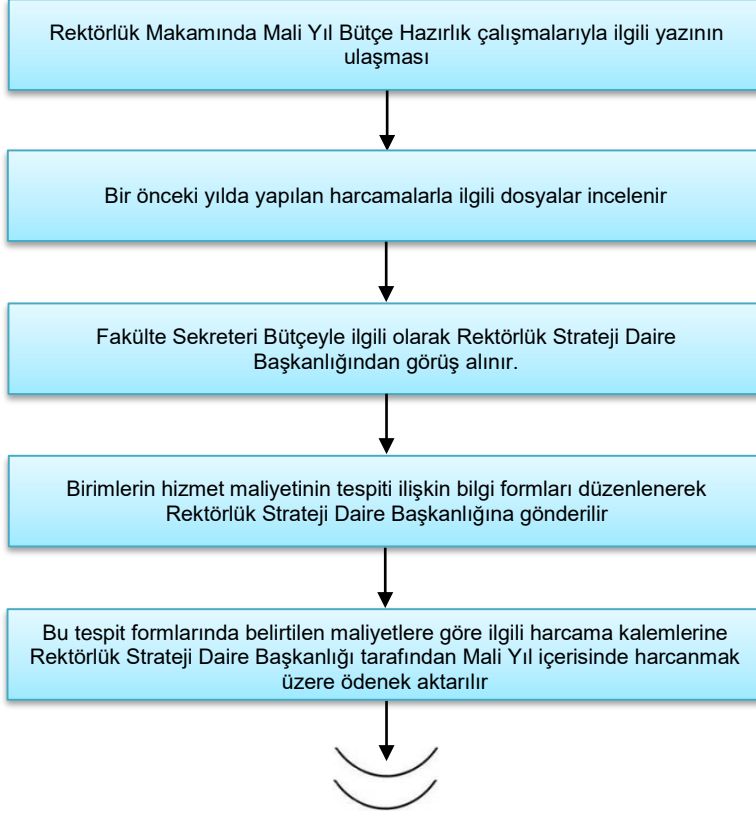 Rektörlük Makamında Mali Yıl Bütçe Hazırlık çalışmalarıyla ilgili yazının
ulaşması
Bir önceki yılda yapılan harcamalarla ilgili dosyalar incelenir
Fakülte Sekreteri Bütçeyle ilgili olarak Rektörlük Strateji Daire
Başkanlığından görüş alınır.
Birimlerin hizmet maliyetinin tespiti ilişkin bilgi formları düzenlenerek
Rektörlük Strateji Daire Başkanlığına gönderilir
Bu tespit formlarında belirtilen maliyetlere göre ilgili harcama kalemlerine
Rektörlük Strateji Daire Başkanlığı tarafından Mali Yıl içerisinde harcanmak
üzere ödenek aktarılır